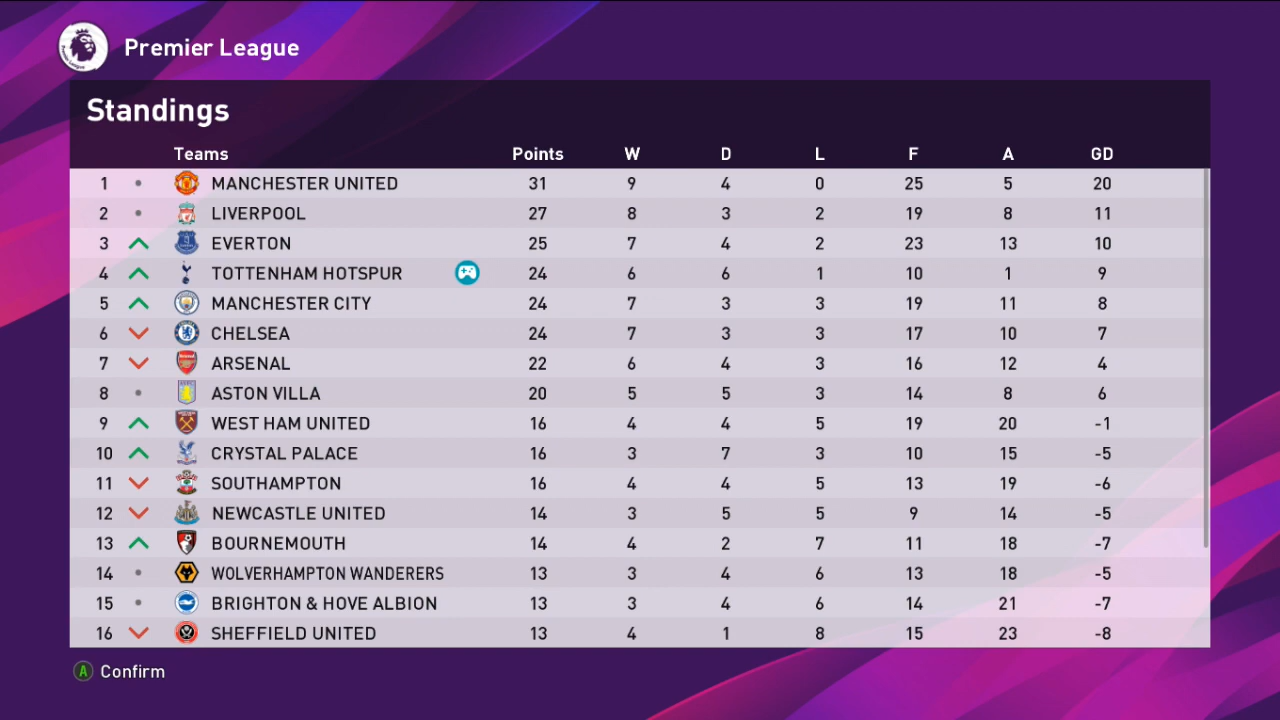 Premier League
Standings
Teams Points W D L F A GD
1 MANCHESTER UNITED 31 9 4 0 25 5 20
2 LIVERPOOL 27 8 3 2 19 8 11
3 EVERTON 25 7 4 2 23 13 10
4 TOTTENHAM HOTSPUR 24 6 6 1 10 1 9
5 MANCHESTER CITY 24 7 3 3 19 11 8
6 CHELSEA 24 7 3 3 17 10 7
7 ARSENAL 22 6 4 3 16 12 4
8 ASTON VILLA 20 5 5 3 14 8 6
9 WEST HAM UNITED 16 4 4 5 19 20 -1
10 CRYSTAL PALACE 16 3 7 3 10 15 -5
11 SOUTHAMPTON 16 4 4 5 13 19 -6
12 NEWCASTLE UNITED 14 3 5 5 9 14 -5
13 BOURNEMOUTH 14 4 2 7 11 18 -7
14 WOLVERHAMPTON WANDERERS 13 3 4 6 13 18 -5
15 BRIGHTON & HOVE ALBION 13 3 4 6 14 21 -7
16 SHEFFIELD UNITED 13 4 1 8 15 23 -8
A Confirm